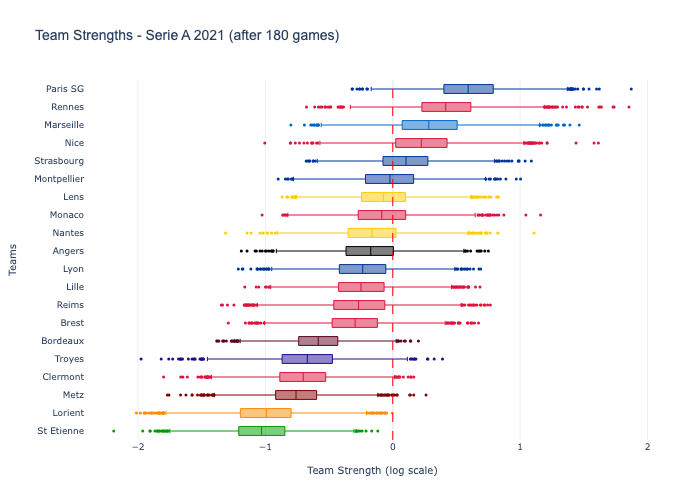 Team Strengths - Serie A 2021 (after 180 games)
Paris SG
Rennes
Marseille
Nice
Strasbourg
Montpellier
Lens
Monaco
Nantes
Angers
Lyon
Lille
Reims
Brest
Bordeaux
Troyes
Clermont
Metz
Lorient
St Etienne
Teams
−2 −1 0 1 2
Team Strength (log scale)